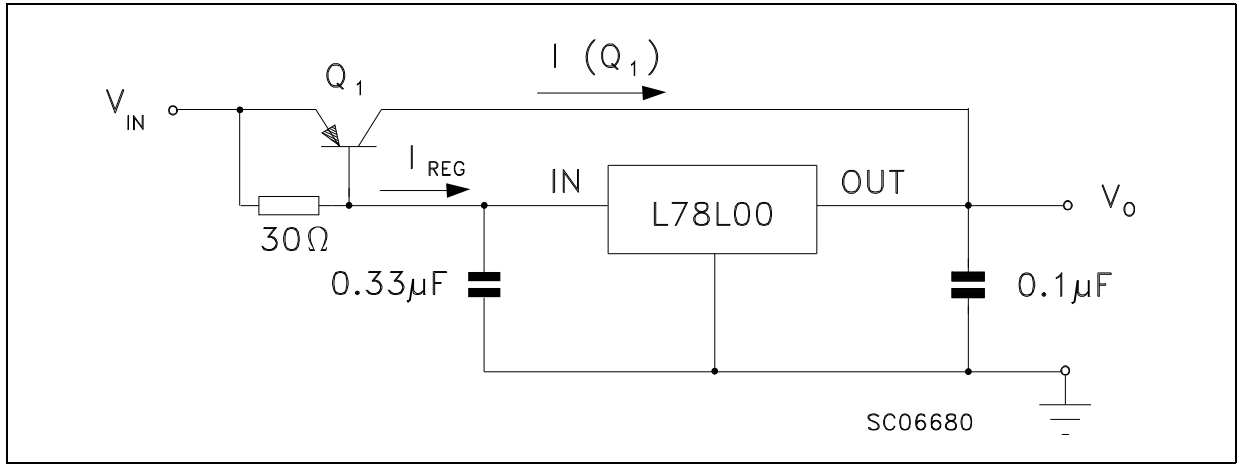 I (Q1)
Q1
VIN
IREG
IN
L78L00
OUT
VO
30Ω
0.33μF
0.1μF
SC06680